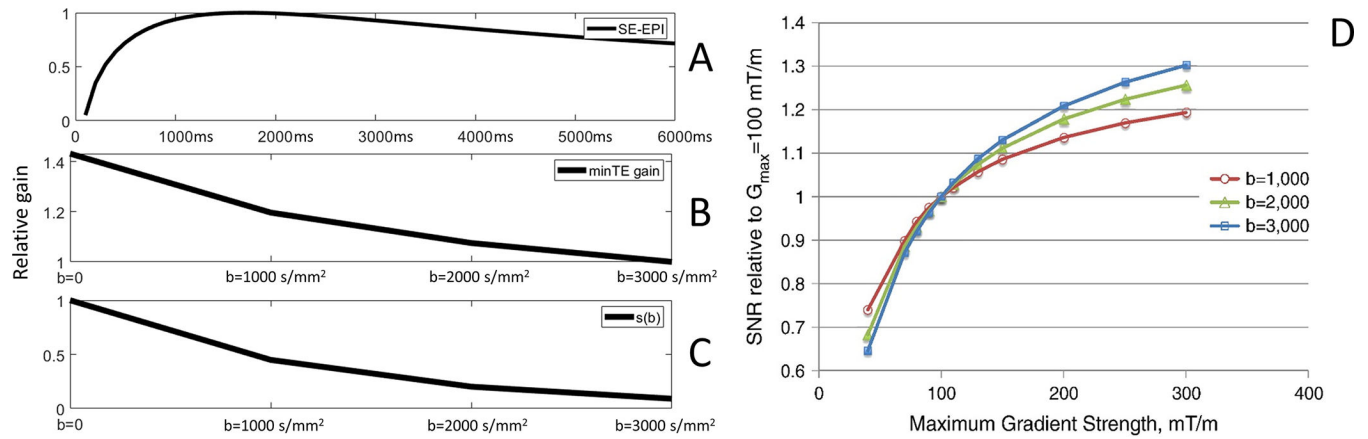 Relative gain
1
0.5
0
SE-EPI
A
0
1000ms
2000ms
3000ms
4000ms
5000ms
6000ms
1.4
1.2
1
minTE gain
B
b=0
b=1000 s/mm²
b=2000 s/mm²
b=3000 s/mm²
1
0.5
0
s(b)
C
b=0
b=1000 s/mm²
b=2000 s/mm²
b=3000 s/mm²
D
SNR relative to Gmax=100 mT/m
1.4
1.3
1.2
1.1
1
0.9
0.8
0.7
0.6
b=1,000
b=2,000
b=3,000
0
100
200
300
400
Maximum Gradient Strength, mT/m